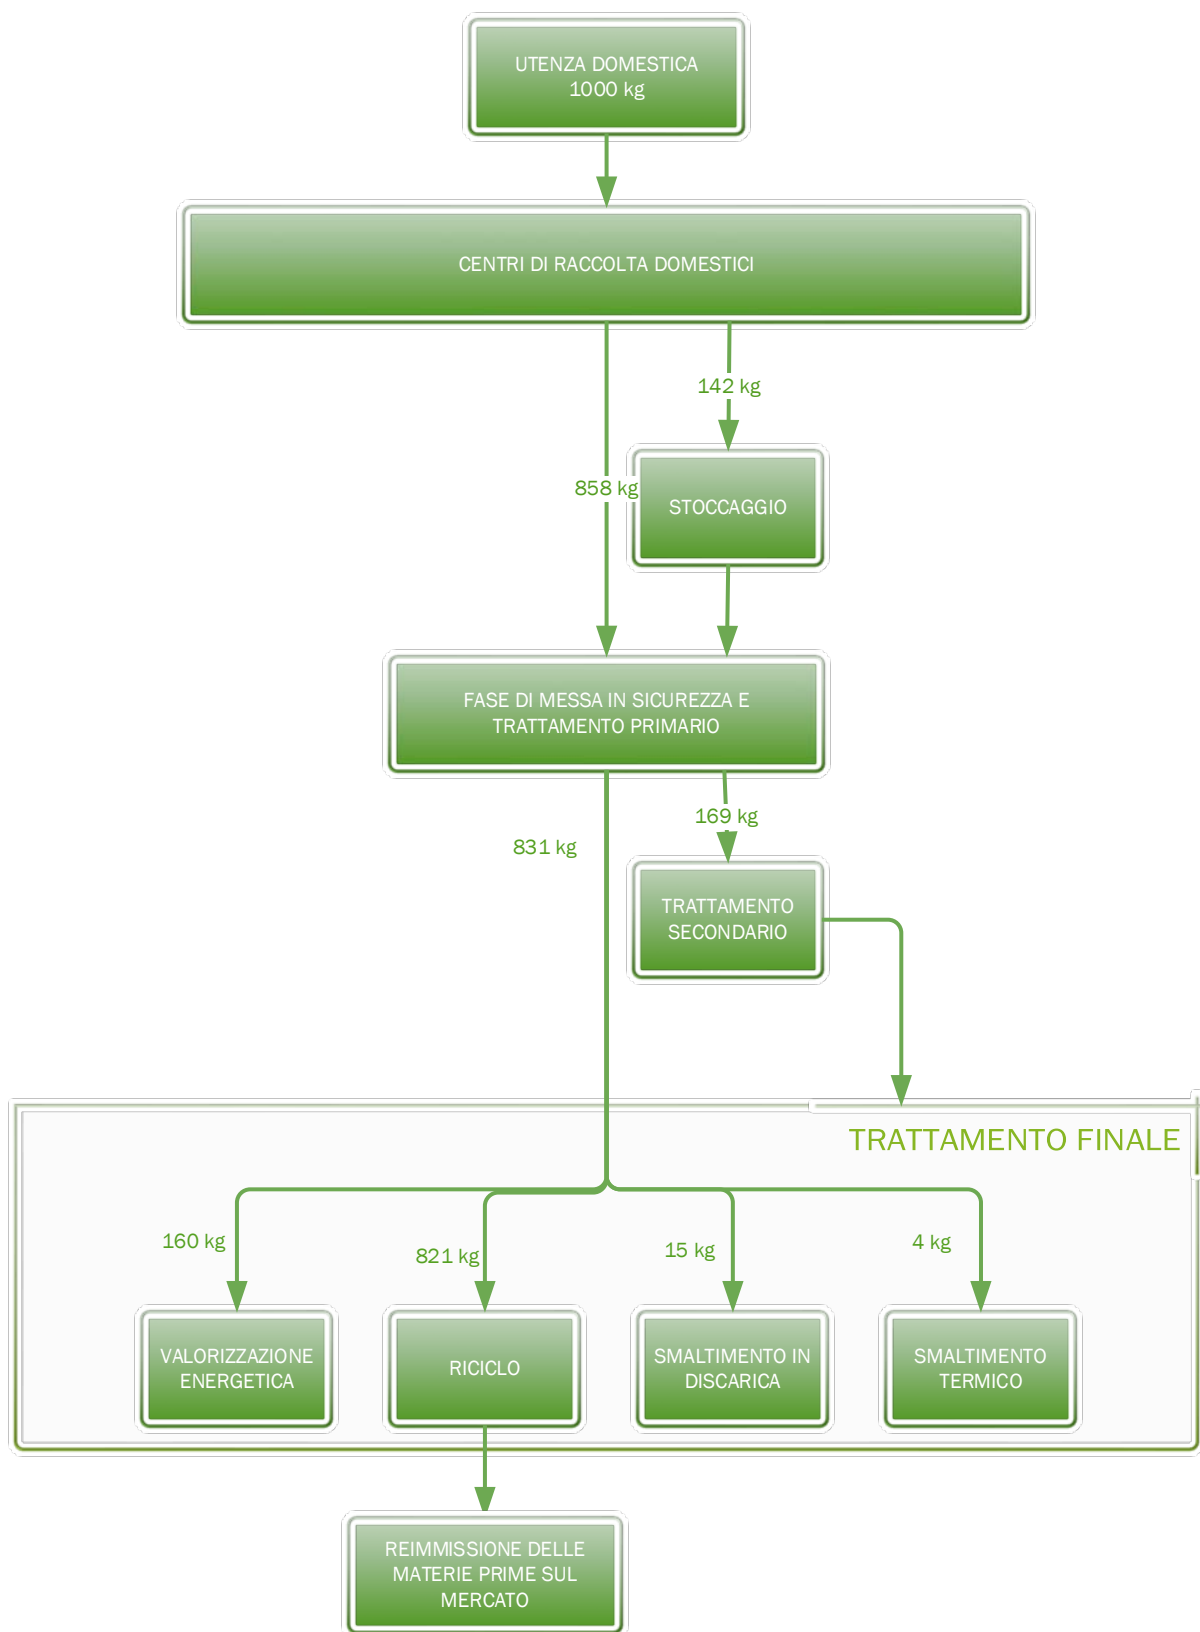 UTENZA DOMESTICA
1000 kg
CENTRI DI RACCOLTA DOMESTICI
142 kg
858 kg
STOCCAGGIO
FASE DI MESSA IN SICUREZZA E
TRATTAMENTO PRIMARIO
169 kg
831 kg
TRATTAMENTO
SECONDARIO
TRATTAMENTO FINALE
160 kg
821 kg
15 kg
4 kg
VALORIZZAZIONE
ENERGETICA
RICICLO
SMALTIMENTO IN
DISCARICA
SMALTIMENTO
TERMICO
REIMMISSIONE DELLE
MATERIE PRIME SUL
MERCATO